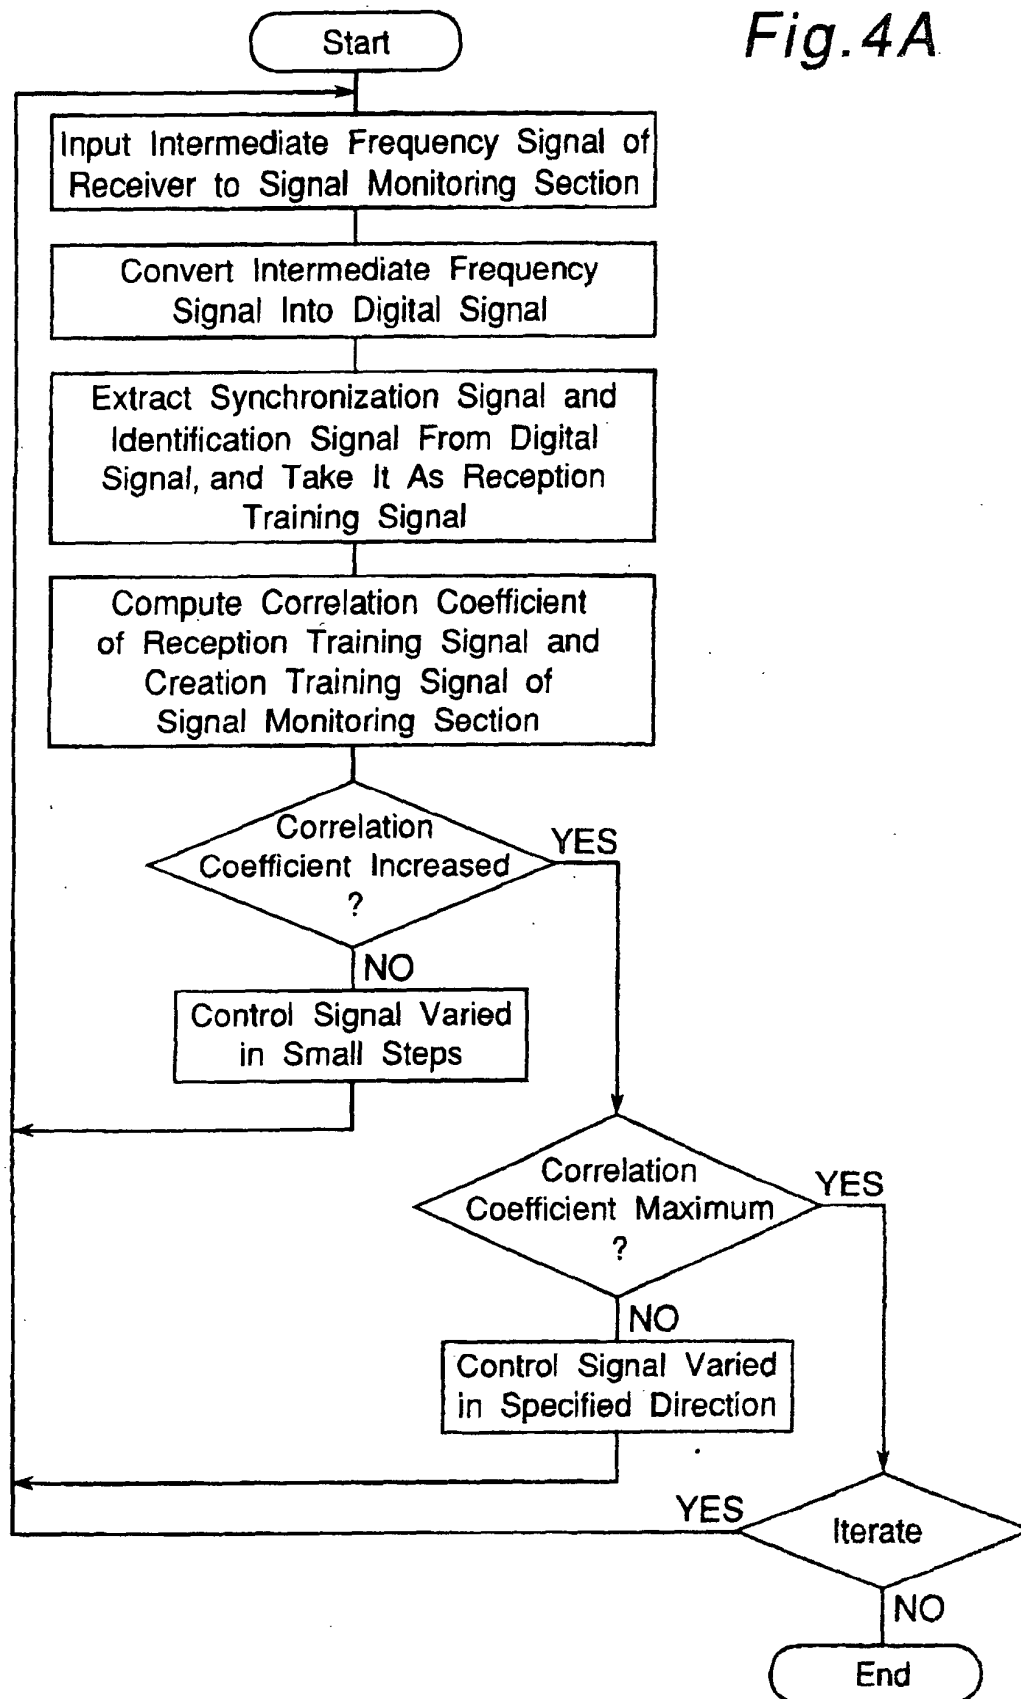 Fig.4A
Start
Input Intermediate Frequency Signal of
Receiver to Signal Monitoring Section
Convert Intermediate Frequency
Signal Into Digital Signal
Extract Synchronization Signal and
Identification Signal From Digital
Signal, and Take It As Reception
Training Signal
Compute Correlation Coefficient
of Reception Training Signal and
Creation Training Signal of
Signal Monitoring Section
Correlation
Coefficient Increased
?
YES
NO
Control Signal Varied
in Small Steps
Correlation
Coefficient Maximum
?
YES
NO
Control Signal Varied
in Specified Direction
YES
Iterate
NO
End